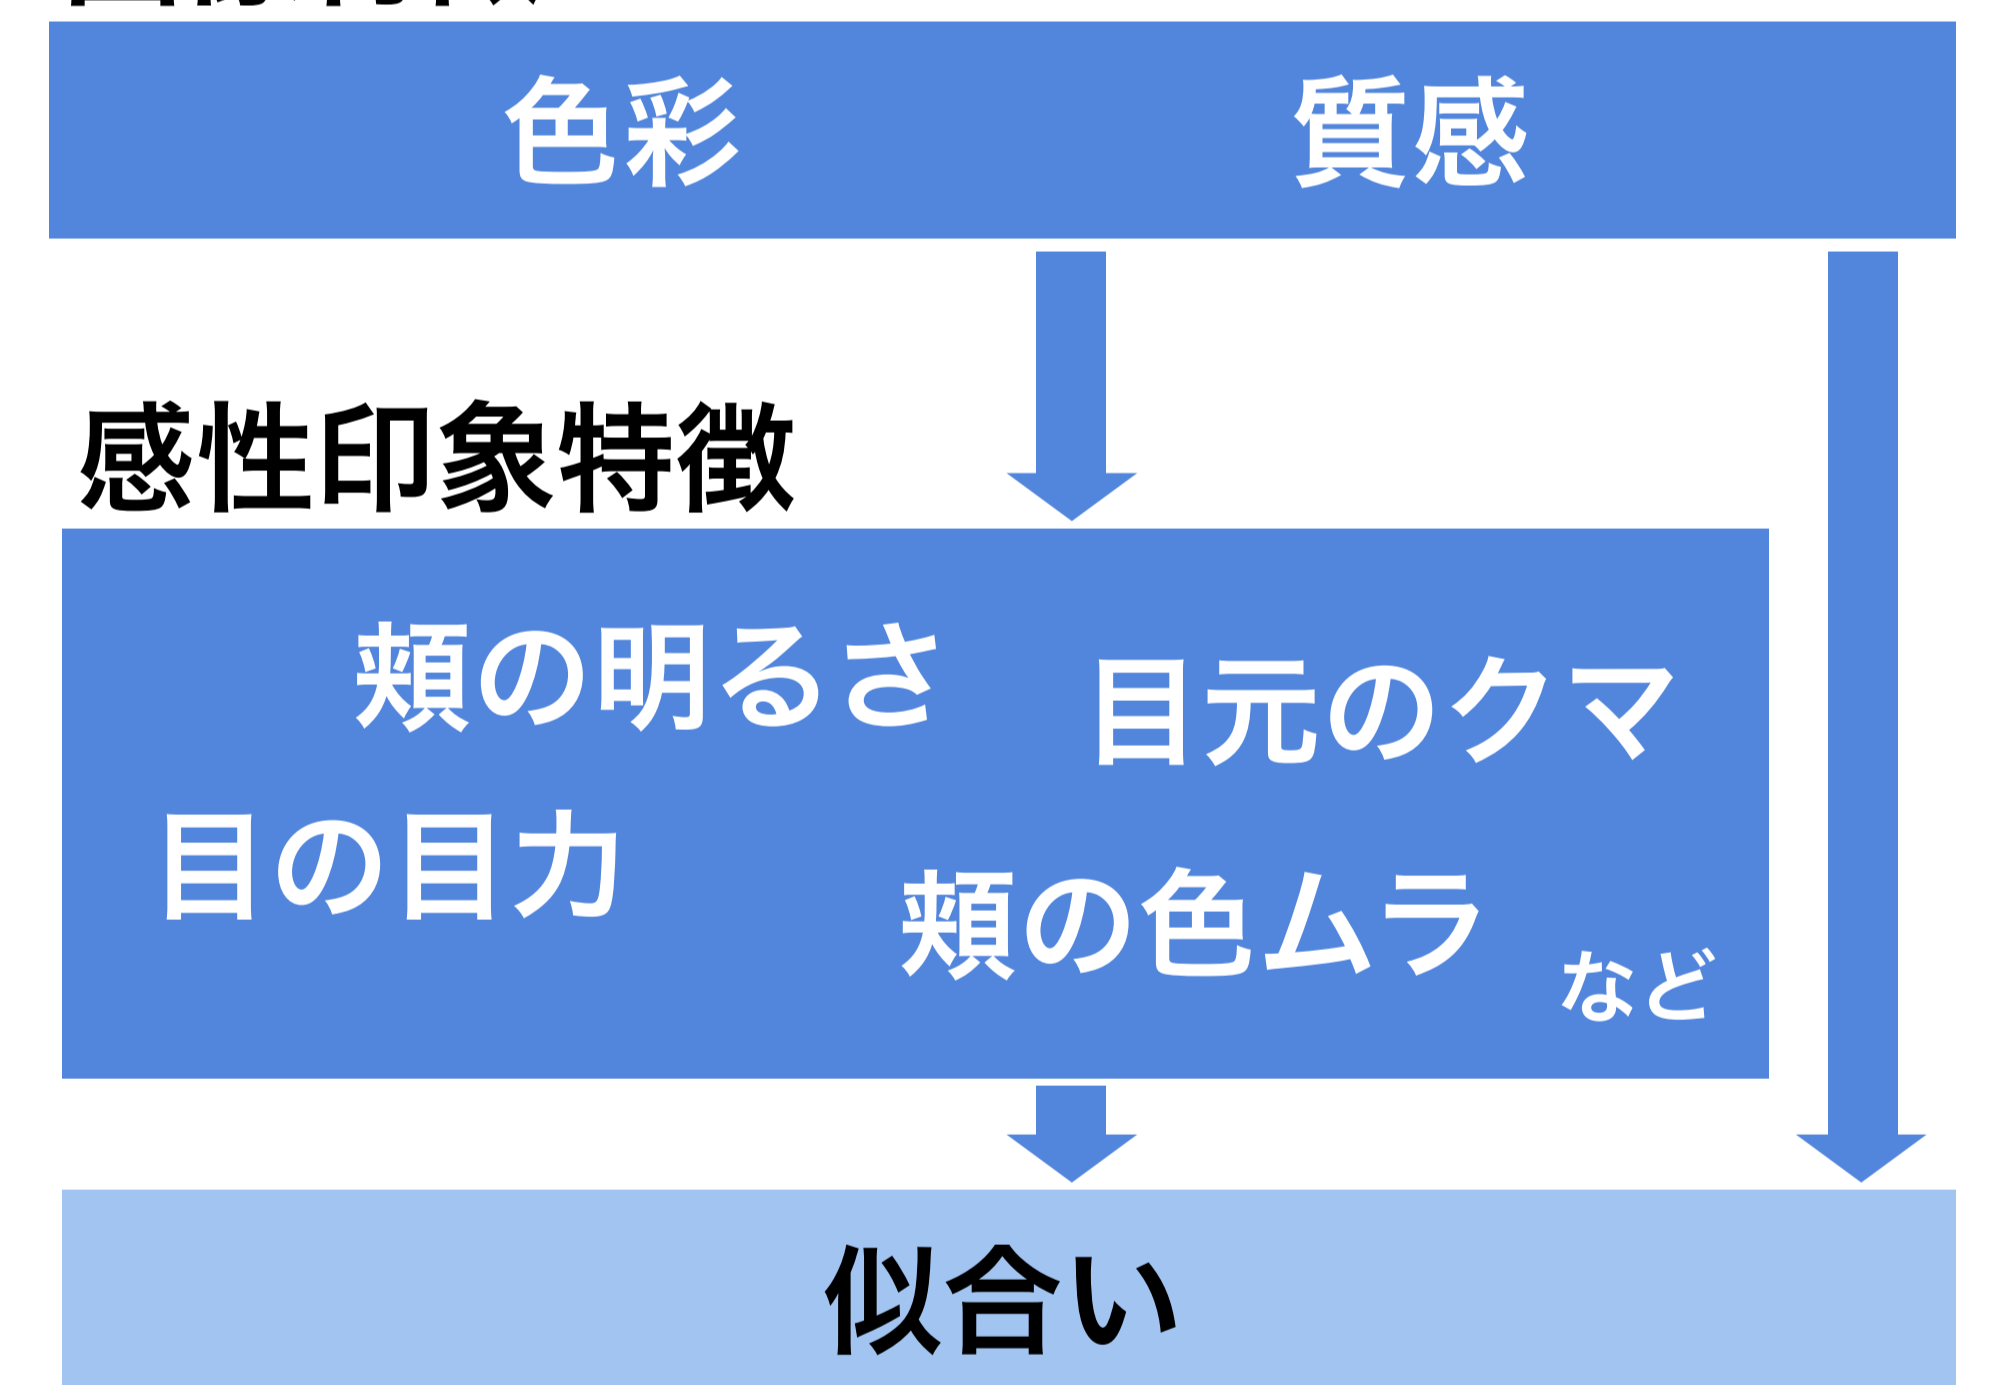 色彩 質感
感性印象特徴
頬の明るさ
目元のクマ
目の目力
頬の色ムラ
など
似合い